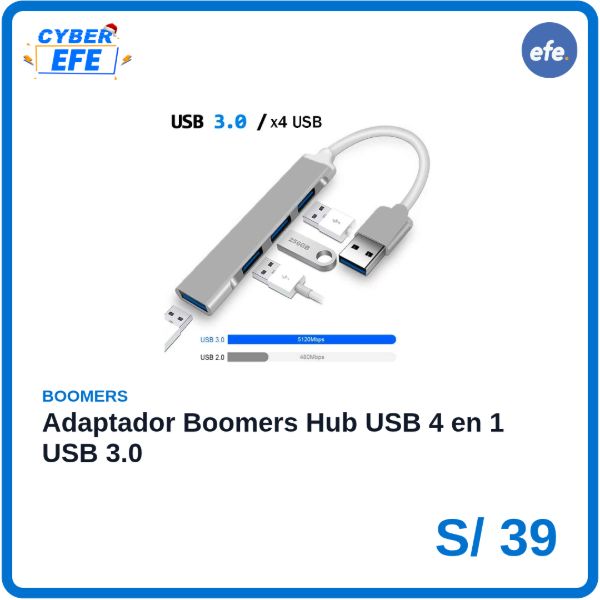 CYBER
EFE
efe.
USB 3.0 / x4 USB
256GB
USB 3.0 5120Mbps
USB 2.0 480Mbps
BOOMERS
Adaptador Boomers Hub USB 4 en 1
USB 3.0
S/ 39